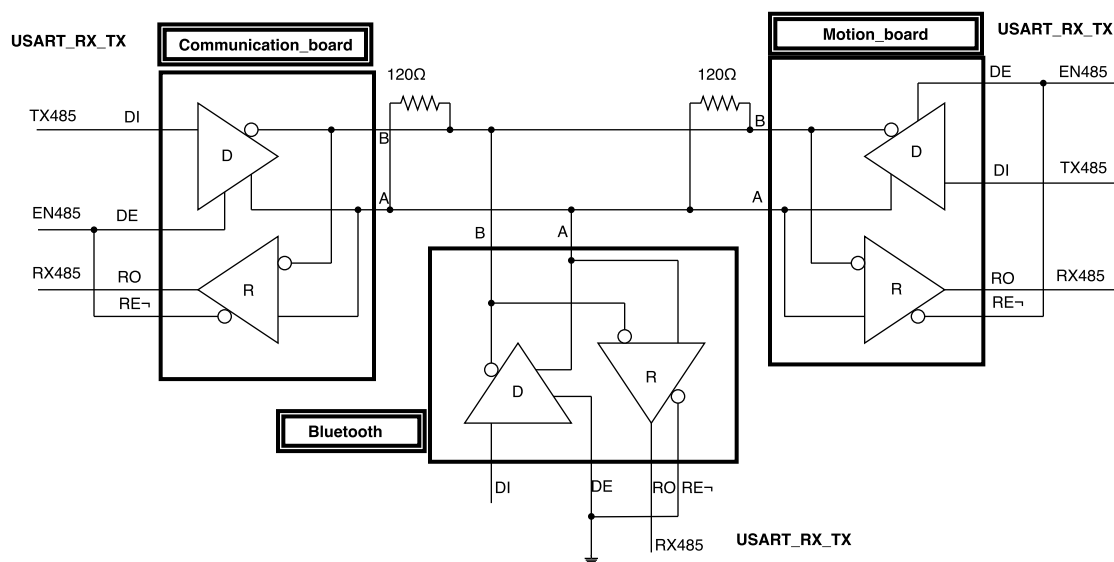 USART_RX_TX
Communication_board
Motion_board
USART_RX_TX
120Ω
120Ω
DE
EN485
TX485
DI
B
B
D
D
DI
TX485
A
A
EN485
DE
B
A
RX485
RO
R
R
RO
RX485
RE¬
RE¬
D
R
Bluetooth
DI
DE
RO
RE¬
RX485
USART_RX_TX